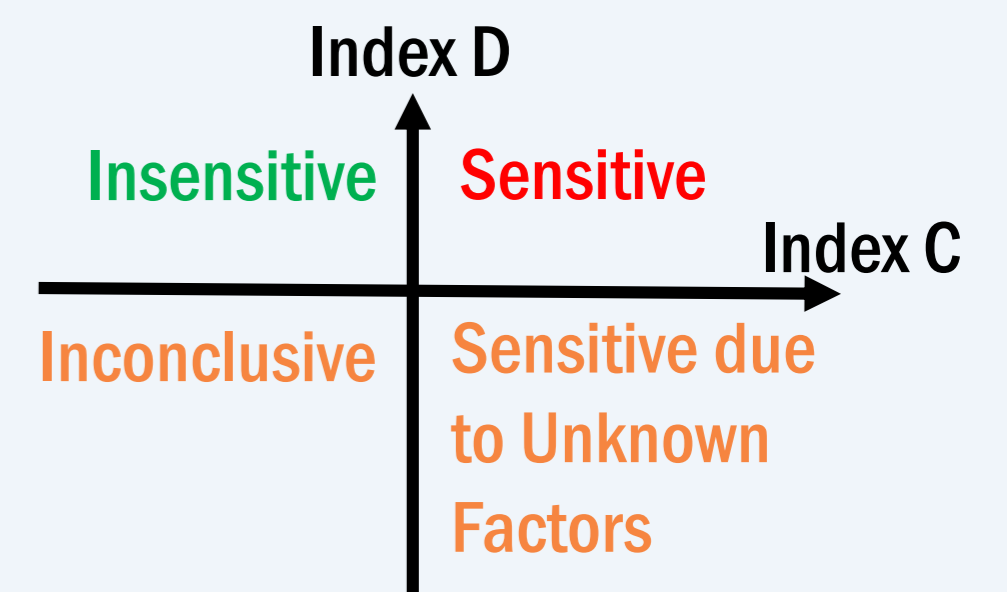 Index D
Insensitive
Sensitive
Index C
Inconclusive
Sensitive due
to Unknown
Factors